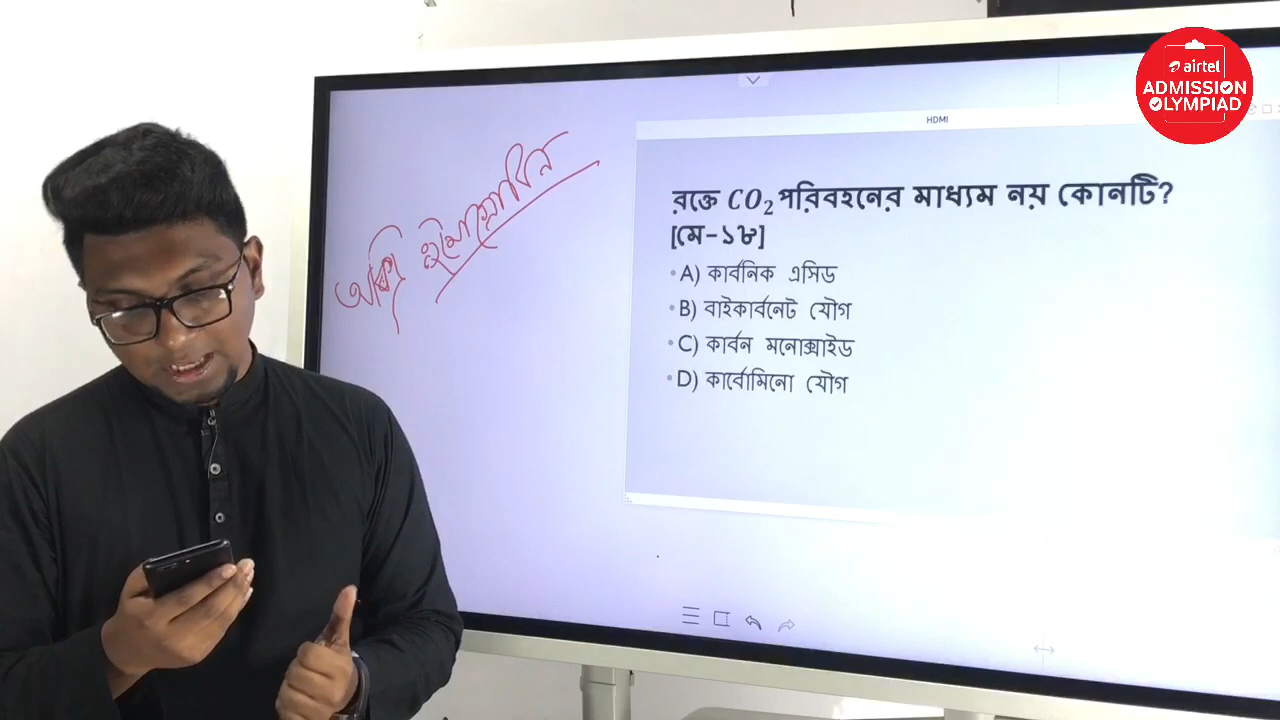 airtel
ADMISSION
OLYMPIAD
HDMI
অক্সি হিমোগ্লোবিন
রক্তে CO₂ পরিবহনের মাধ্যম নয় কোনটি?
[মে-১৮]
• A) কার্বনিক এসিড
• B) বাইকার্বনেট যৌগ
• C) কার্বন মনোক্সাইড
• D) কার্বোমিনো যৌগ